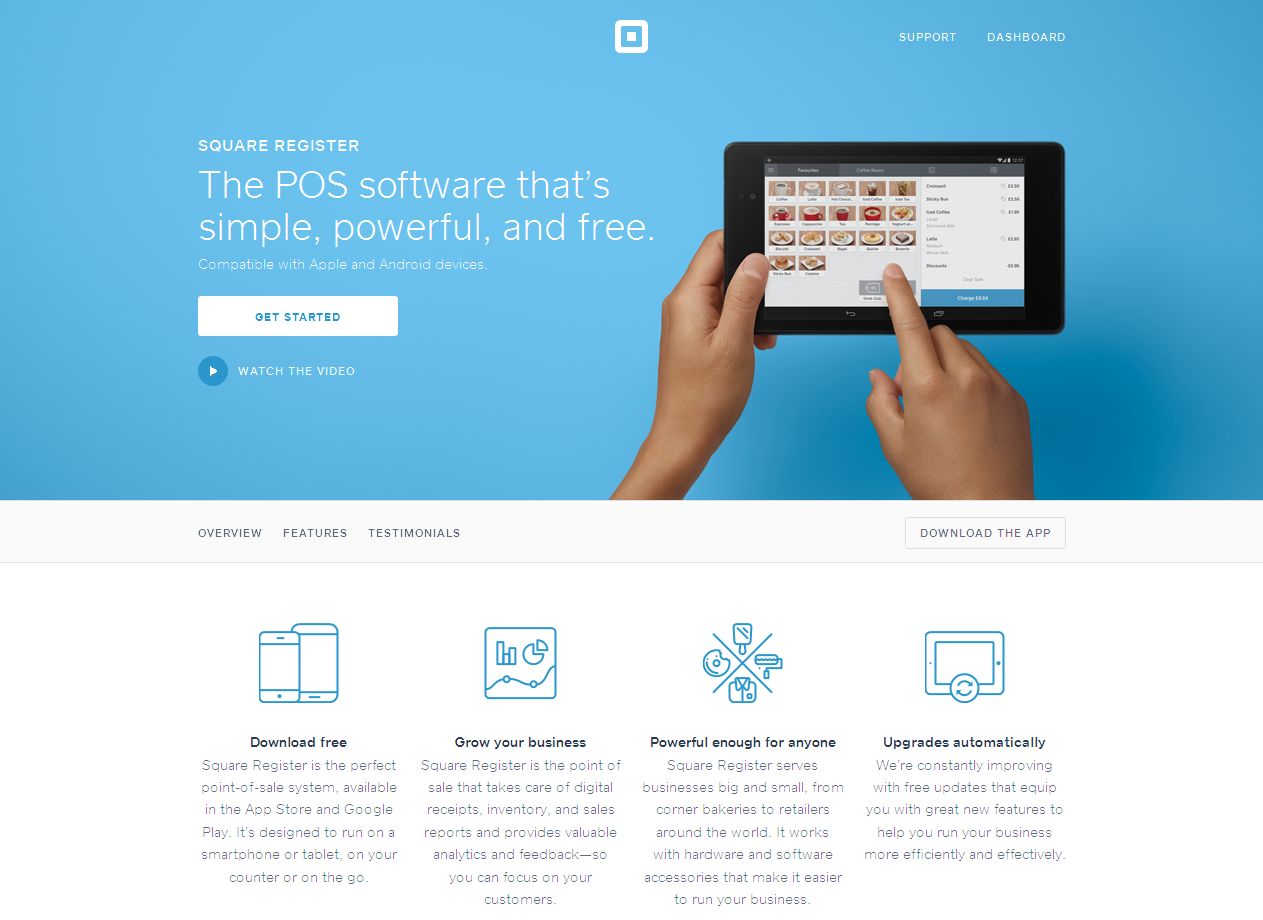 SUPPORT DASHBOARD
SQUARE REGISTER
The POS software that's
simple, powerful, and free.
Compatible with Apple and Android devices.
GET STARTED
WATCH THE VIDEO
12:57
Favourites Coffee Beans
Coffee Latte Hot Chocol... Iced Coffee Iced Tea
Espresso Cappuccino Tea Porridge Yoghurt an...
Biscotti Croissant Bagel Quiche Brownie
Sticky Bun Cookies
Drink Club
Croissant £2.50
Sticky Bun £2.50
Iced Coffee £1.90
Large
Skimmed Milk
Latte £2.65
Medium
Whole Milk
Discounts -£0.96
Clear Sale
Charge £8.64
OVERVIEW FEATURES TESTIMONIALS DOWNLOAD THE APP
Download free
Square Register is the perfect
point-of-sale system, available
in the App Store and Google
Play. It's designed to run on a
smartphone or tablet, on your
counter or on the go.
Grow your business
Square Register is the point of
sale that takes care of digital
receipts, inventory, and sales
reports and provides valuable
analytics and feedback—so
you can focus on your
customers.
Powerful enough for anyone
Square Register serves
businesses big and small, from
corner bakeries to retailers
around the world. It works
with hardware and software
accessories that make it easier
to run your business.
Upgrades automatically
We're constantly improving
with free updates that equip
you with great new features to
help you run your business
more efficiently and effectively.